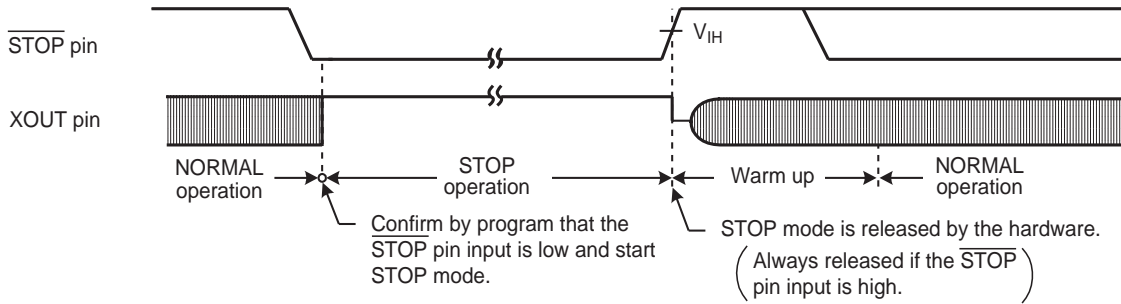 STOP pin
VIH
XOUT pin
NORMAL
operation
STOP
operation
Warm up
NORMAL
operation
Confirm by program that the
STOP pin input is low and start
STOP mode.
STOP mode is released by the hardware.
( Always released if the STOP
pin input is high. )